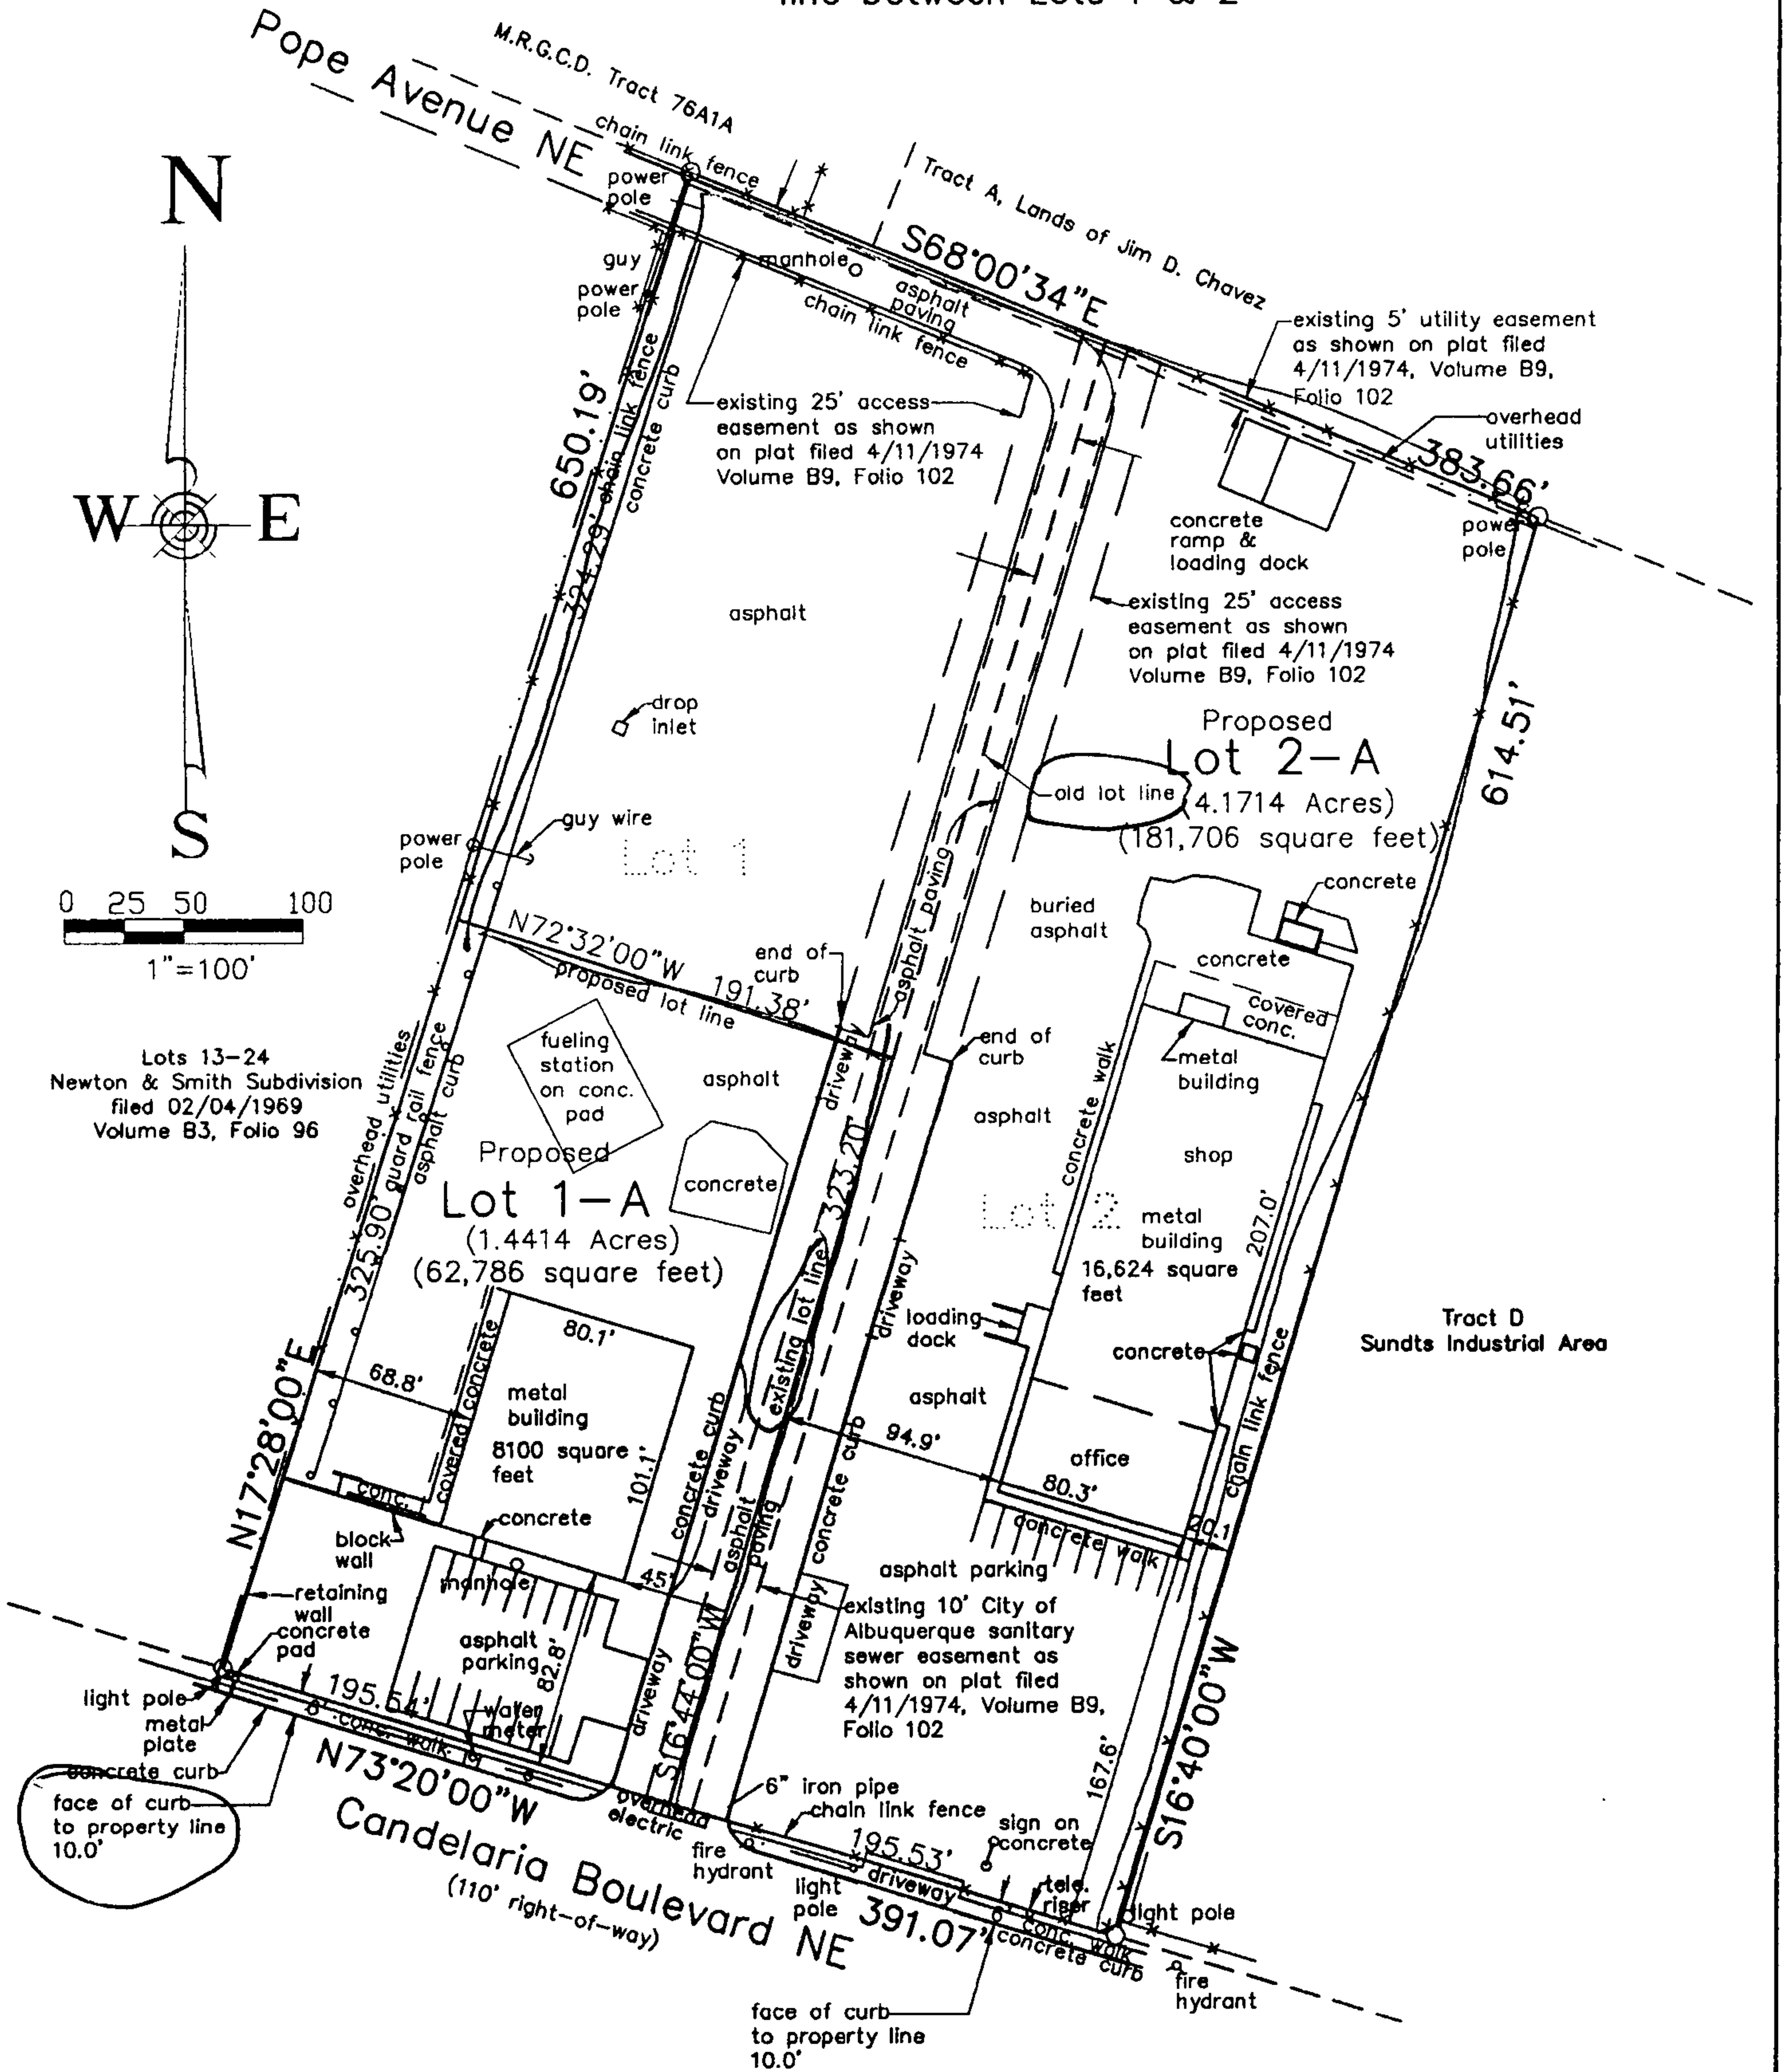 Pope Avenue NE
M.R.G.C.D. Tract 76A1A
chain link fence
Tract A, Lands of Jim D. Chavez
N
W E
S
power
pole
guy
power
pole
manhole
S68°00'34"E
asphalt
paving
chain link fence
existing 5' utility easement
as shown on plat filed
4/11/1974, Volume B9,
Folio 102
overhead
utilities
383.66'
power
pole
650.19'
chain link fence
324.29'
concrete curb
existing 25' access
easement as shown
on plat filed 4/11/1974
Volume B9, Folio 102
concrete
ramp &
loading dock
existing 25' access
easement as shown
on plat filed 4/11/1974
Volume B9, Folio 102
asphalt
drop
inlet
Proposed
Lot 2-A
(4.1714 Acres)
(181,706 square feet)
old lot line
614.51'
guy wire
power
pole
Lot 1
0 25 50 100
1"=100'
asphalt paving
buried
asphalt
concrete
concrete
covered
conc.
metal
building
N72°32'00"W 191.38'
proposed lot line
end of
curb
end of
curb
driveway
Lots 13-24
Newton & Smith Subdivision
filed 02/04/1969
Volume B3, Folio 96
overhead utilities
guard rail fence
asphalt curb
fueling
station
on conc.
pad
asphalt
asphalt
concrete walk
shop
Proposed
Lot 1-A
(1.4414 Acres)
(62,786 square feet)
concrete
323.20'
Lot 2
metal
building
16,624 square
feet
207.0'
325.90'
existing lot line
driveway
loading
dock
concrete
Tract D
Sundts Industrial Area
N17°28'00"E
68.8'
covered concrete
80.1'
metal
building
8100 square
feet
101.1'
concrete curb
driveway
asphalt
paving
asphalt
94.9'
concrete curb
office
80.3'
chain link fence
20.1
concrete walk
conc.
block
wall
concrete
manhole
45'
asphalt parking
retaining
wall
concrete
pad
asphalt
parking
82.8'
driveway
S16°44'00"W
driveway
existing 10' City of
Albuquerque sanitary
sewer easement as
shown on plat filed
4/11/1974, Volume B9,
Folio 102
S16°40'00"W
167.6'
light pole
metal
plate
concrete curb
face of curb
to property line
10.0'
195.54'
conc. walk
water
meter
N73°20'00"W
overhead
electric
6" iron pipe
chain link fence
sign on
concrete
fire
hydrant
195.53'
driveway
light
pole
tele.
riser
light pole
Candelaria Boulevard NE
(110' right-of-way)
391.07'
conc. walk
concrete curb
fire
hydrant
face of curb
to property line
10.0'